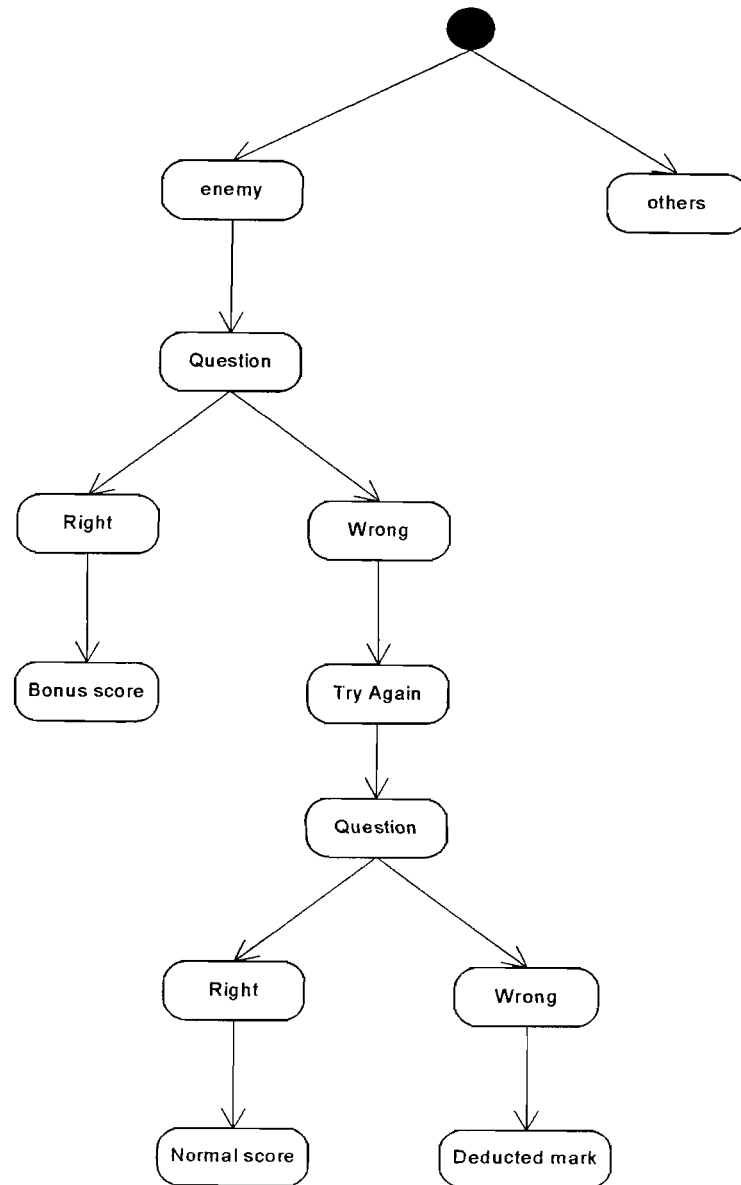 enemy
others
Question
Right
Wrong
Bonus score
Try Again
Question
Right
Wrong
Normal score
Deducted mark